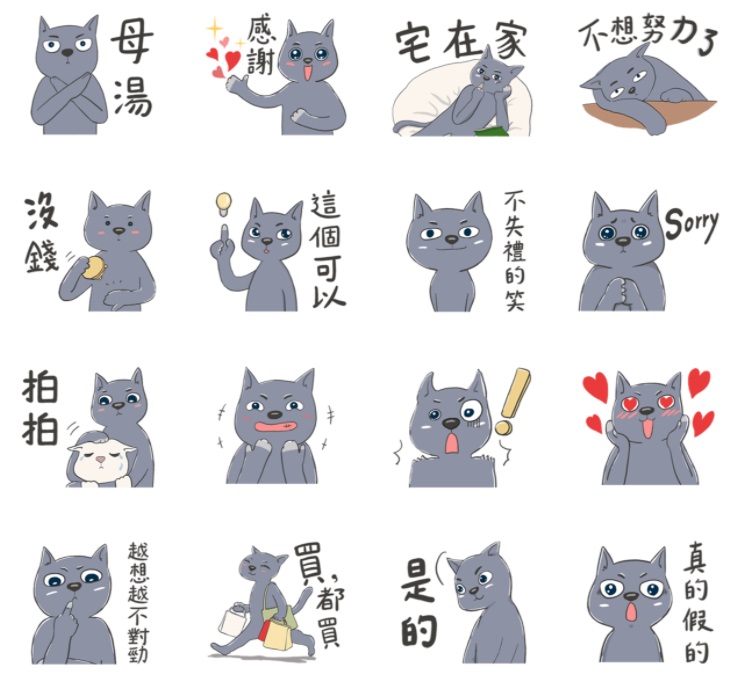 母湯
感謝
宅在家
不想努力了
沒錢
這個可以
不失禮的笑
Sorry
拍拍
!
越想越不對勁
買,都買
是的
真的假的